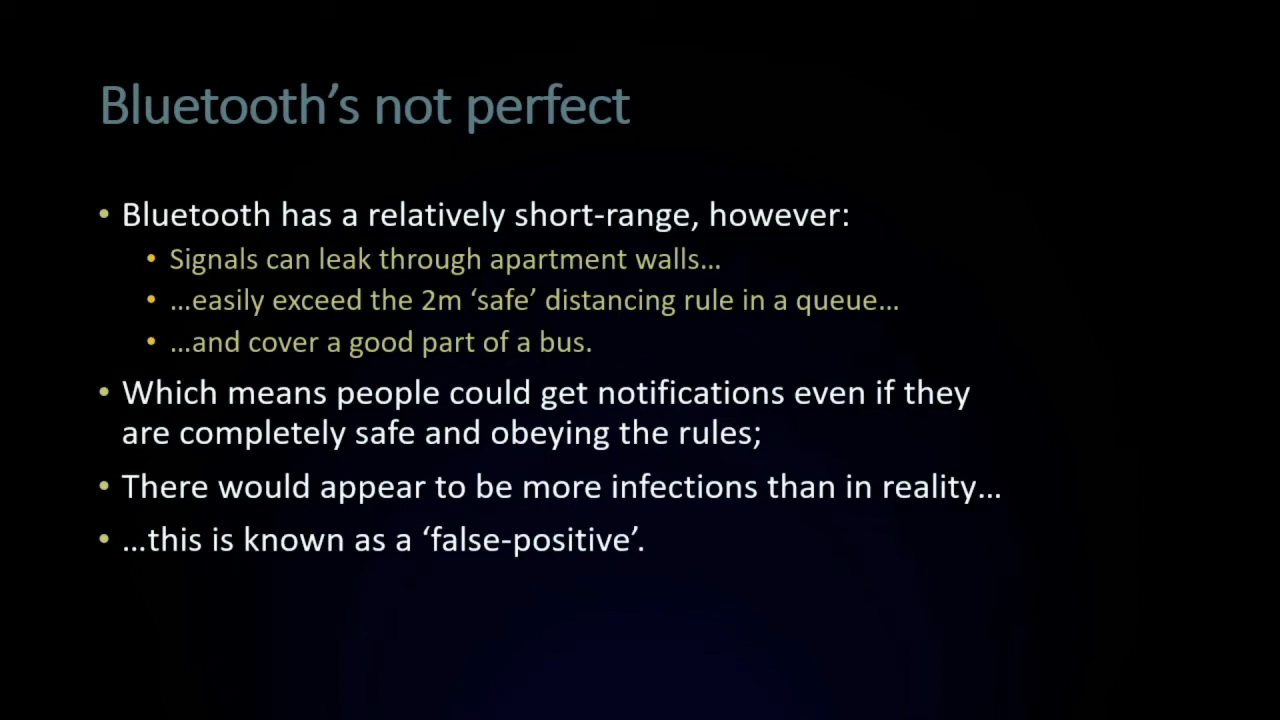 Bluetooth’s not perfect
• Bluetooth has a relatively short-range, however:
• Signals can leak through apartment walls…
• …easily exceed the 2m ‘safe’ distancing rule in a queue…
• …and cover a good part of a bus.
• Which means people could get notifications even if they
are completely safe and obeying the rules;
• There would appear to be more infections than in reality…
• …this is known as a ‘false-positive’.